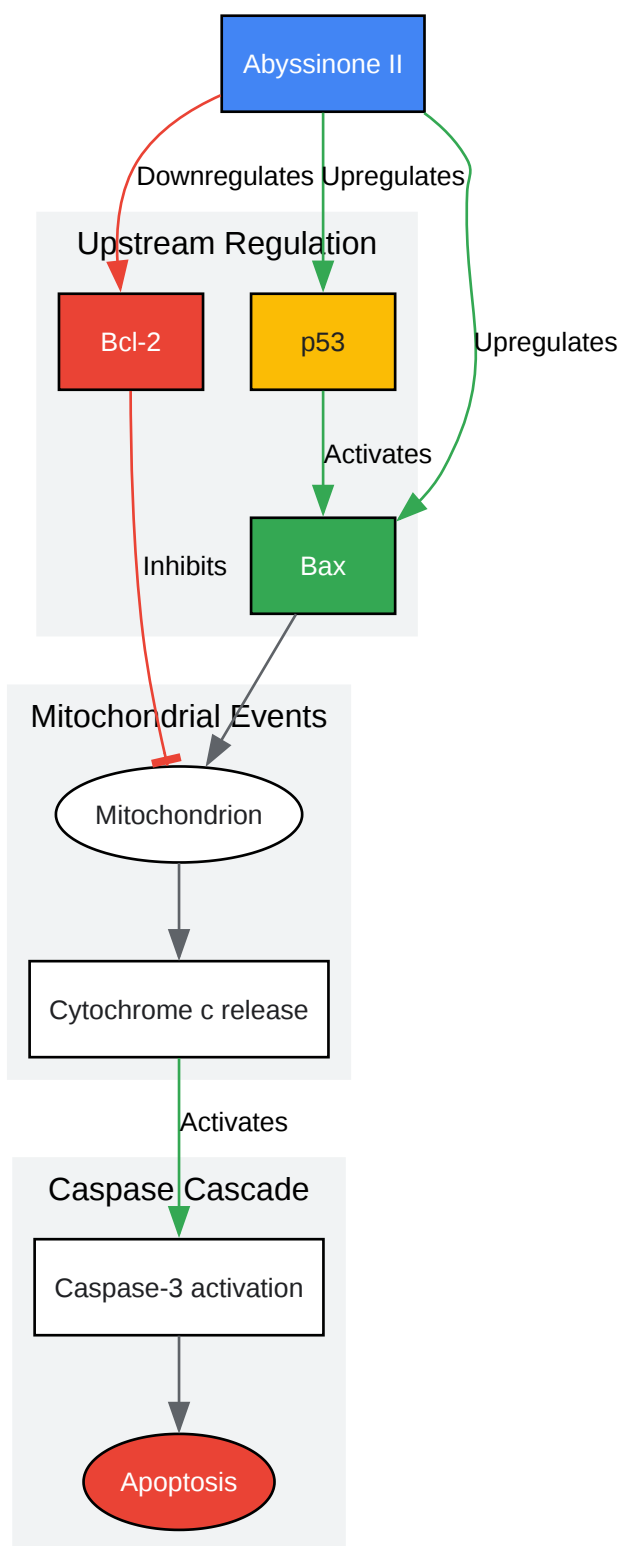 Abyssinone II
Downregulates
Upregulates
Upstream Regulation
Bcl-2
p53
Upregulates
Activates
Bax
Inhibits
Mitochondrial Events
Mitochondrion
Cytochrome c release
Activates
Caspase Cascade
Caspase-3 activation
Apoptosis